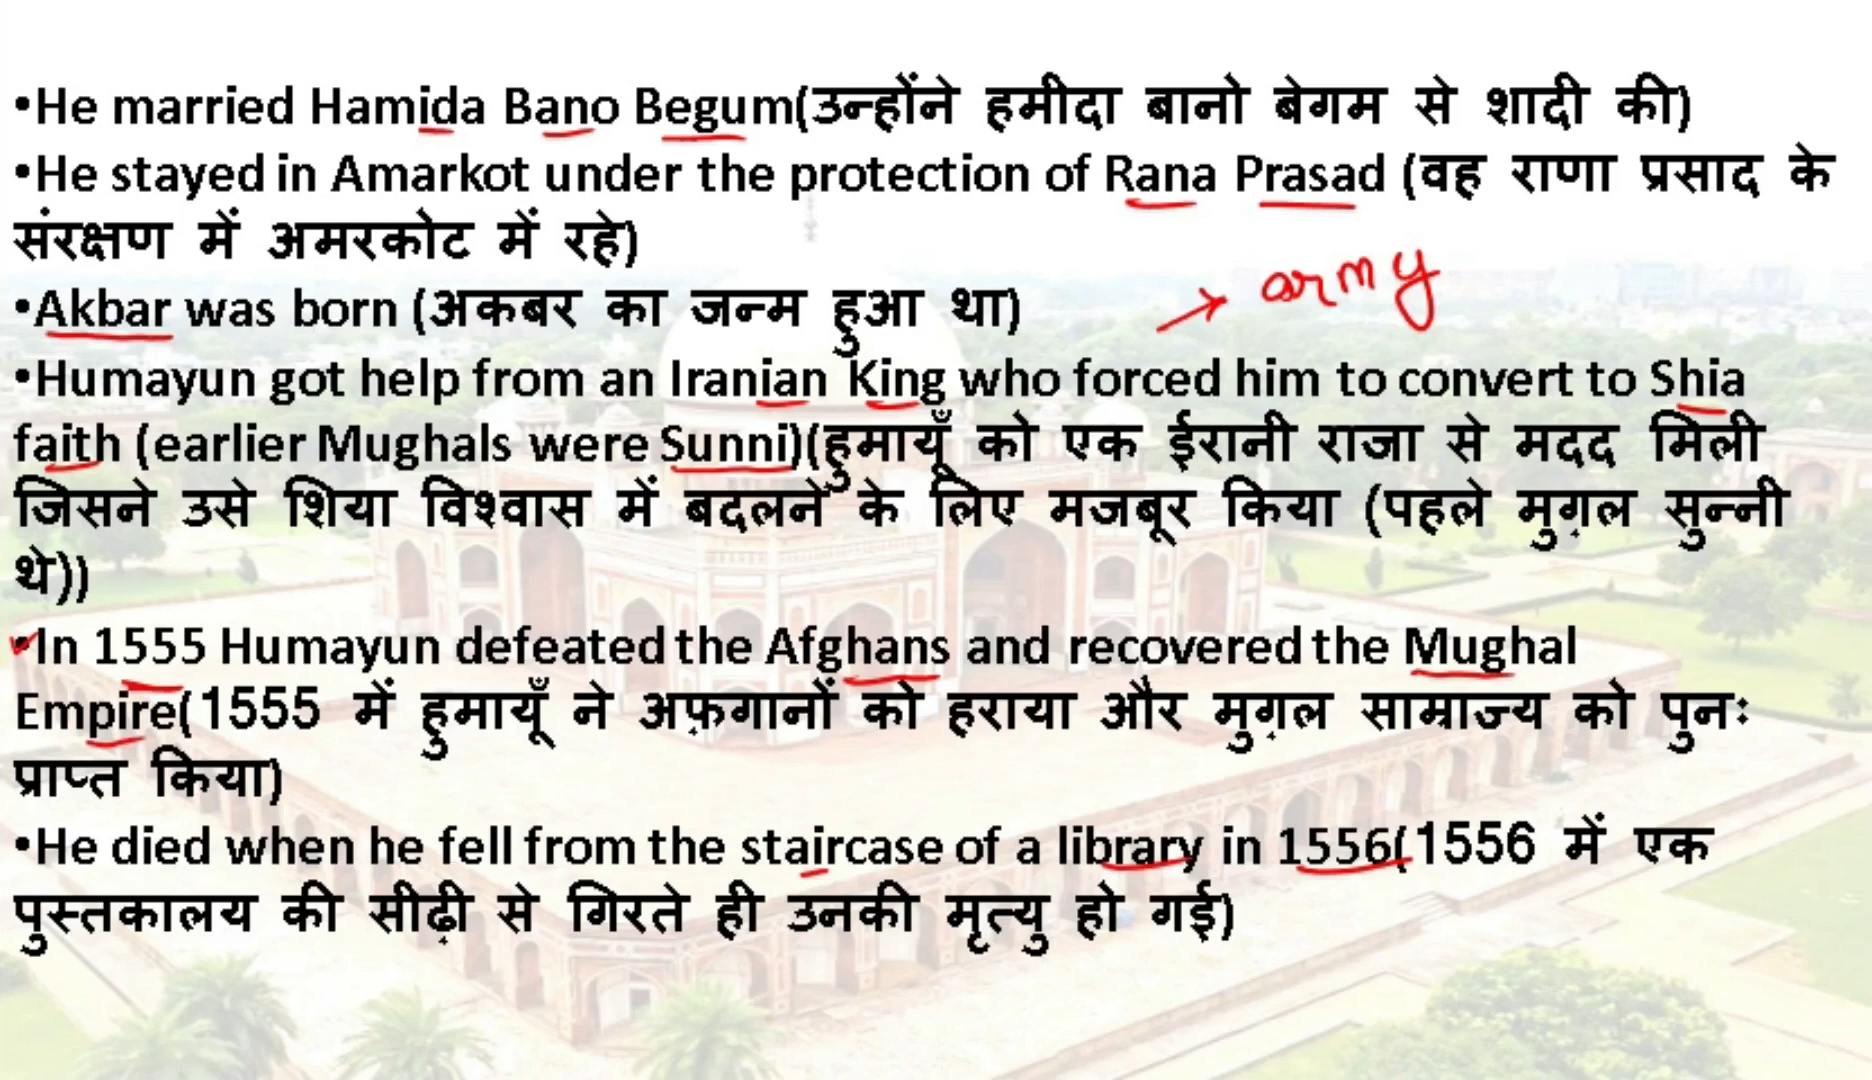 •He married Hamida Bano Begum(उन्होंने हमीदा बानो बेगम से शादी की)
•He stayed in Amarkot under the protection of Rana Prasad (वह राणा प्रसाद के
संरक्षण में अमरकोट में रहे)
→ army
•Akbar was born (अकबर का जन्म हुआ था)
•Humayun got help from an Iranian King who forced him to convert to Shia
faith (earlier Mughals were Sunni)(हुमायूँ को एक ईरानी राजा से मदद मिली
जिसने उसे शिया विश्वास में बदलने के लिए मजबूर किया (पहले मुग़ल सुन्नी
थे))
•In 1555 Humayun defeated the Afghans and recovered the Mughal
Empire(1555 में हुमायूँ ने अफ़गानों को हराया और मुग़ल साम्राज्य को पुनः
प्राप्त किया)
•He died when he fell from the staircase of a library in 1556(1556 में एक
पुस्तकालय की सीढ़ी से गिरते ही उनकी मृत्यु हो गई)